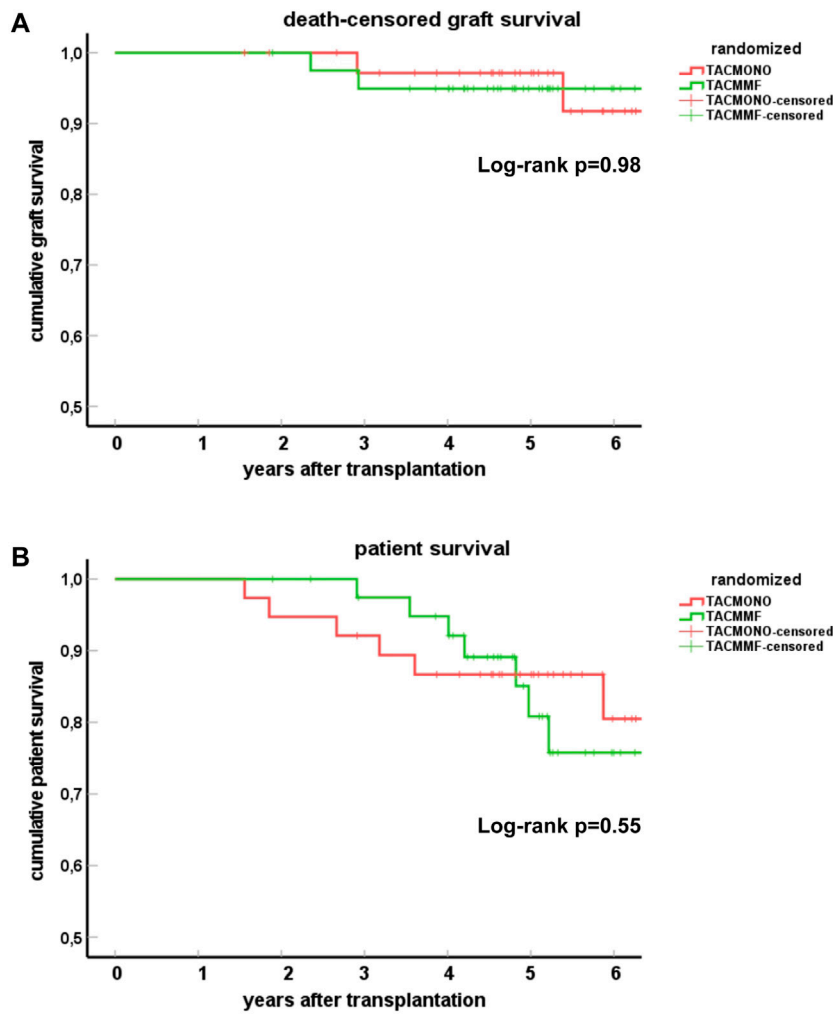 A
death-censored graft survival
1,0
0,9
0,8
0,7
0,6
0,5
cumulative graft survival
Log-rank p=0.98
0 1 2 3 4 5 6
years after transplantation
randomized
TACMONO
TACMMF
TACMONO-censored
TACMMF-censored
B
patient survival
1,0
0,9
0,8
0,7
0,6
0,5
cumulative patient survival
Log-rank p=0.55
0 1 2 3 4 5 6
years after transplantation
randomized
TACMONO
TACMMF
TACMONO-censored
TACMMF-censored